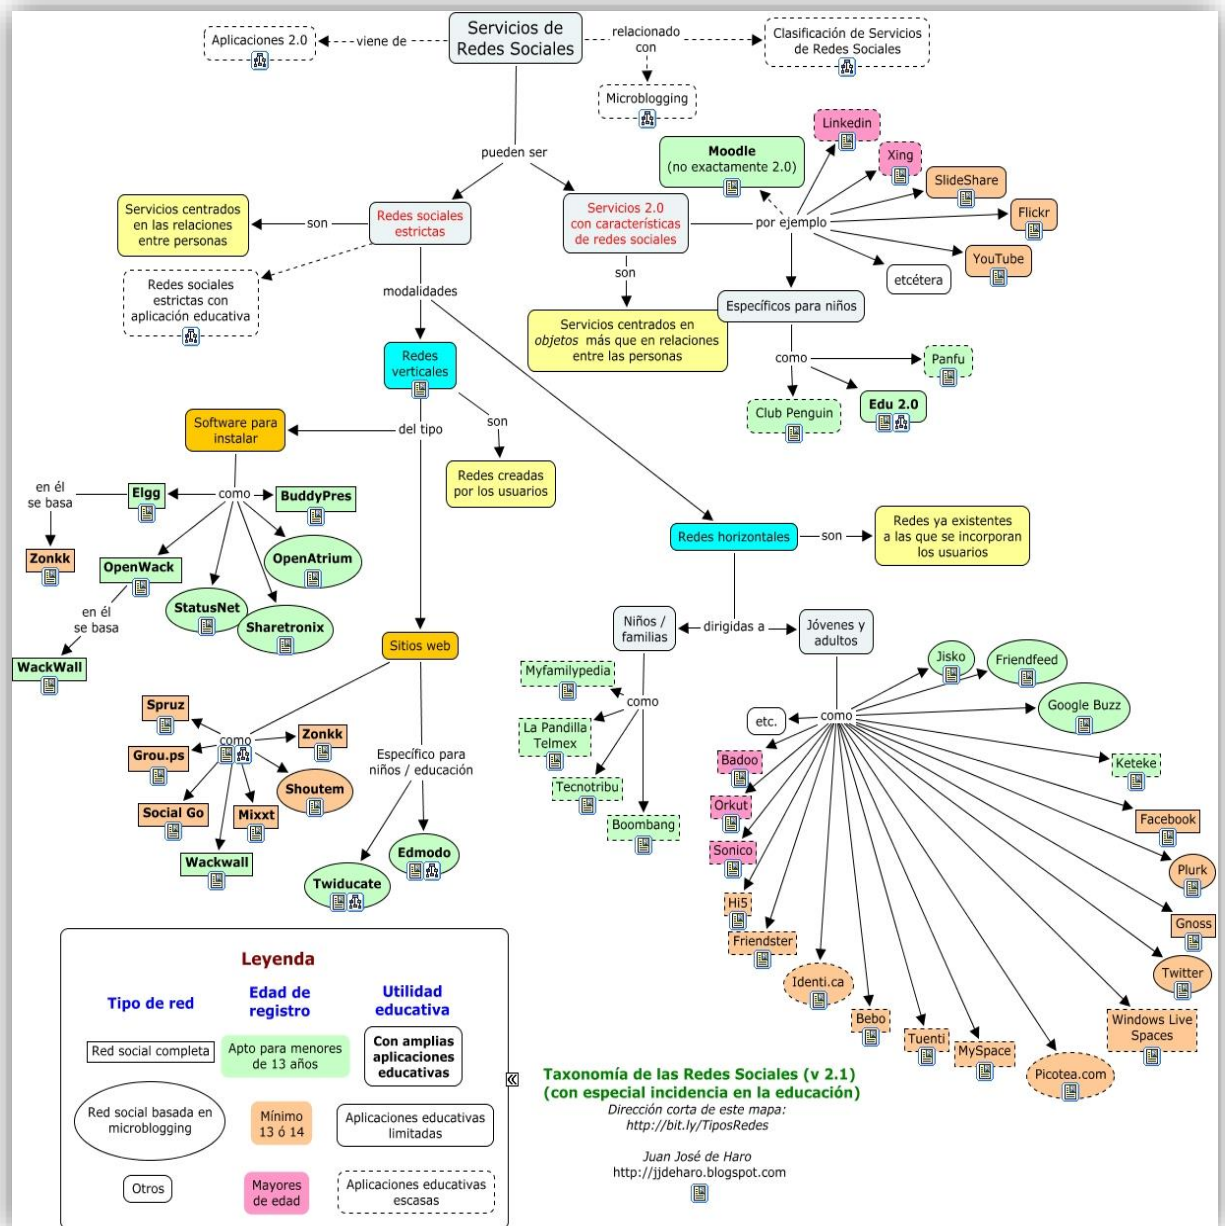 Servicios de
Redes Sociales
Aplicaciones 2.0
viene de
relacionado
con
Clasificación de Servicios
de Redes Sociales
Microblogging
pueden ser
Linkedin
Moodle
(no exactamente 2.0)
Xing
SlideShare
Flickr
YouTube
etcétera
por ejemplo
Servicios centrados
en las relaciones
entre personas
son
Redes sociales
estrictas
Servicios 2.0
con características
de redes sociales
Redes sociales
estrictas con
aplicación educativa
modalidades
son
Específicos para niños
Servicios centrados en
objetos más que en relaciones
entre las personas
como
Panfu
Edu 2.0
Club Penguin
Redes
verticales
Software para
instalar
del tipo
son
Redes creadas
por los usuarios
en él
se basa
Elgg
como
BuddyPres
Zonkk
OpenWack
OpenAtrium
StatusNet
Sharetronix
en él
se basa
WackWall
Redes horizontales
son
Redes ya existentes
a las que se incorporan
los usuarios
Niños /
familias
dirigidas a
Jóvenes y
adultos
Sitios web
Myfamilypedia
como
La Pandilla
Telmex
Tecnotribu
Boombang
Spruz
como
Zonkk
Grou.ps
Shoutem
Social Go
Mixxt
Wackwall
Específico para
niños / educación
Edmodo
Twiducate
Jisko
Friendfeed
Google Buzz
etc.
como
Badoo
Keteke
Orkut
Facebook
Sonico
Plurk
Hi5
Gnoss
Friendster
Twitter
Identi.ca
Bebo
Windows Live
Spaces
Tuenti
MySpace
Picotea.com
Leyenda
Tipo de red
Edad de
registro
Utilidad
educativa
Red social completa
Apto para menores
de 13 años
Con amplias
aplicaciones
educativas
Red social basada en
microblogging
Mínimo
13 ó 14
Aplicaciones educativas
limitadas
Otros
Mayores
de edad
Aplicaciones educativas
escasas
Taxonomía de las Redes Sociales (v 2.1)
(con especial incidencia en la educación)
Dirección corta de este mapa:
http://bit.ly/TiposRedes
Juan José de Haro
http://jjdeharo.blogspot.com